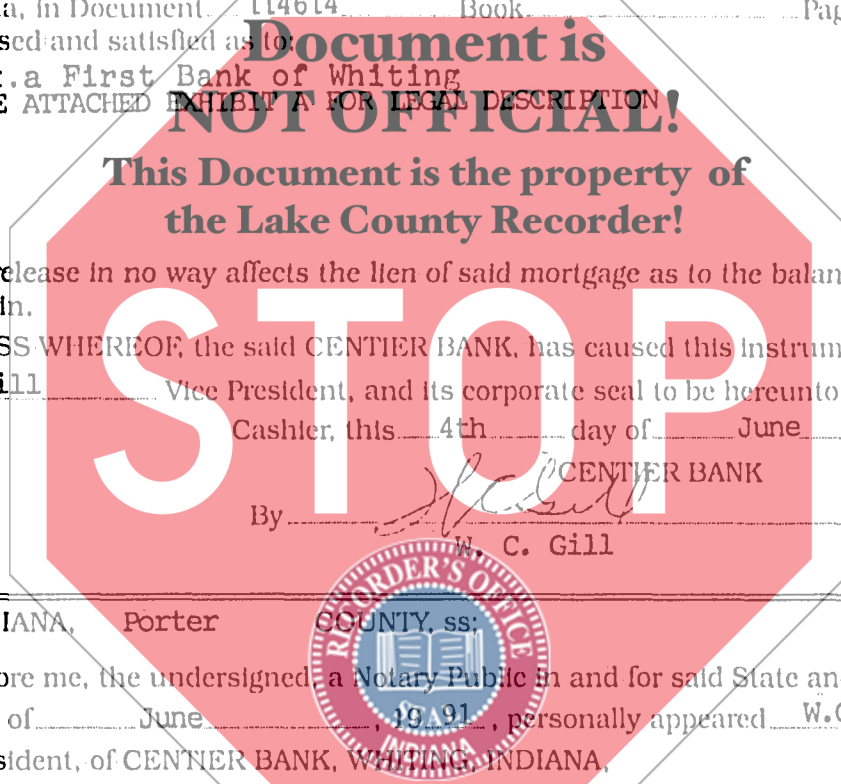 a, in Document 114614 Book Pag
sed and satisfied as to:
Document is
.a First Bank of Whiting
E ATTACHED EXHIBIT A FOR LEGAL DESCRIPTION
NOT OFFICIAL!
This Document is the property of
the Lake County Recorder!
elease in no way affects the lien of said mortgage as to the balan
in.
STOP
SS WHEREOF, the said CENTIER BANK, has caused this instrum
ill Vice President, and its corporate seal to be hereunto
Cashier, this 4th day of June
CENTIER BANK
By
W. C. Gill
RECORDER'S OFFICE
SEAL
INDIANA
IANA, Porter COUNTY, ss:
ore me, the undersigned, a Notary Public in and for said State an
of June, 19 91, personally appeared W.C
sident, of CENTIER BANK, WHITING, INDIANA,